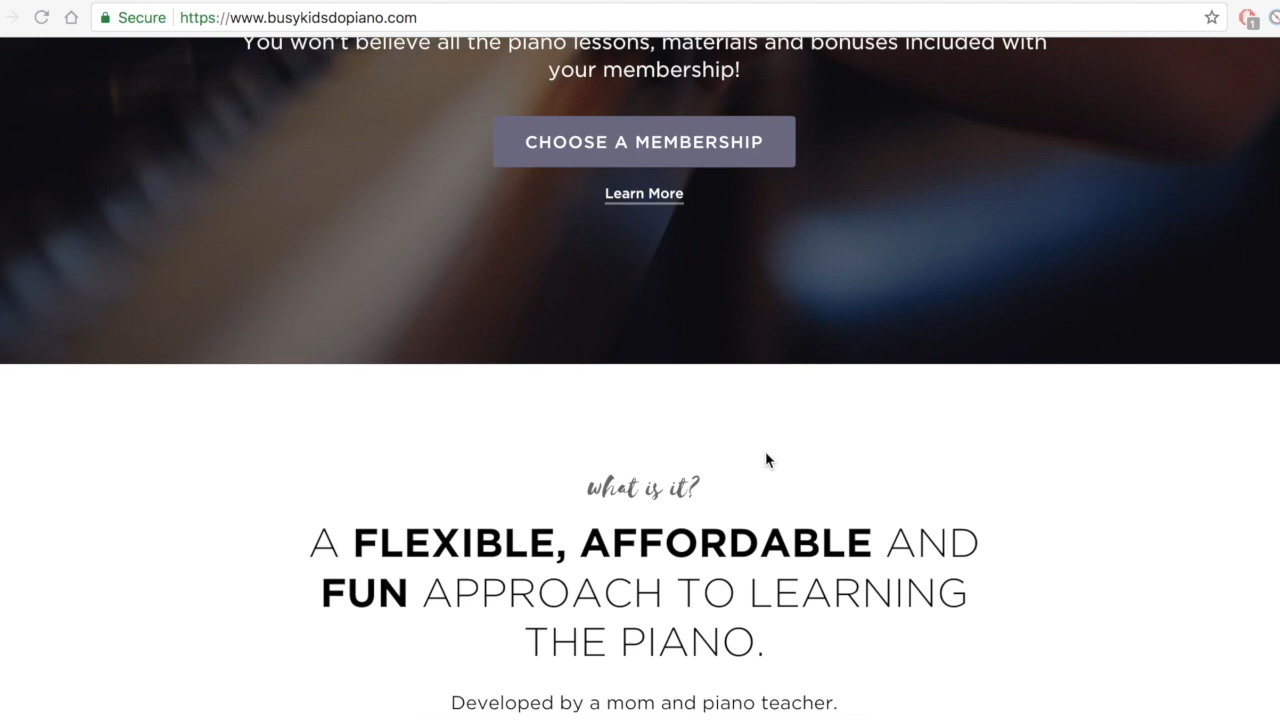 Secure https://www.busykidsdopiano.com
1
You won't believe all the piano lessons, materials and bonuses included with
your membership!
CHOOSE A MEMBERSHIP
Learn More
what is it?
A FLEXIBLE, AFFORDABLE AND
FUN APPROACH TO LEARNING
THE PIANO.
Developed by a mom and piano teacher.